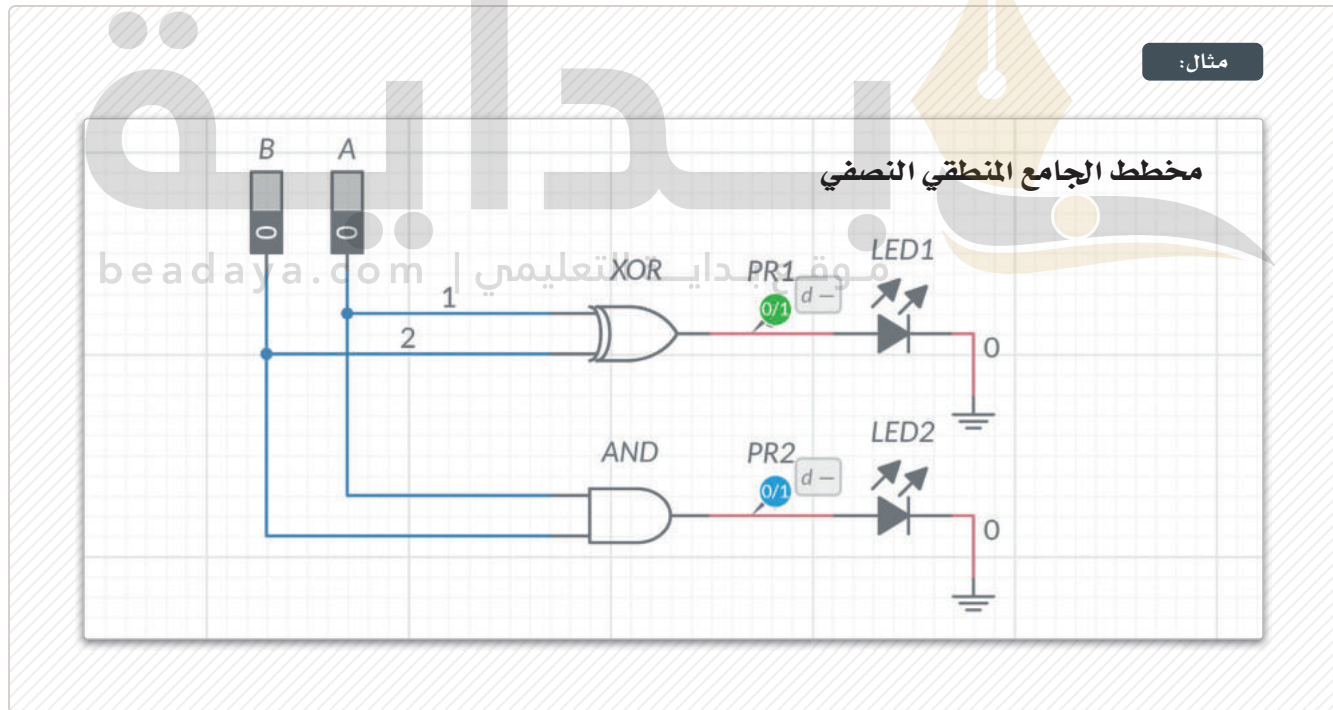 مثال:
مخطط الجامع المنطقي النصفي
بداية
موقع بداية التعليمي | beadaya.com
B A
0 0
XOR PR1 LED1
0/1 d –
1
2
0
AND PR2 LED2
0/1 d –
0